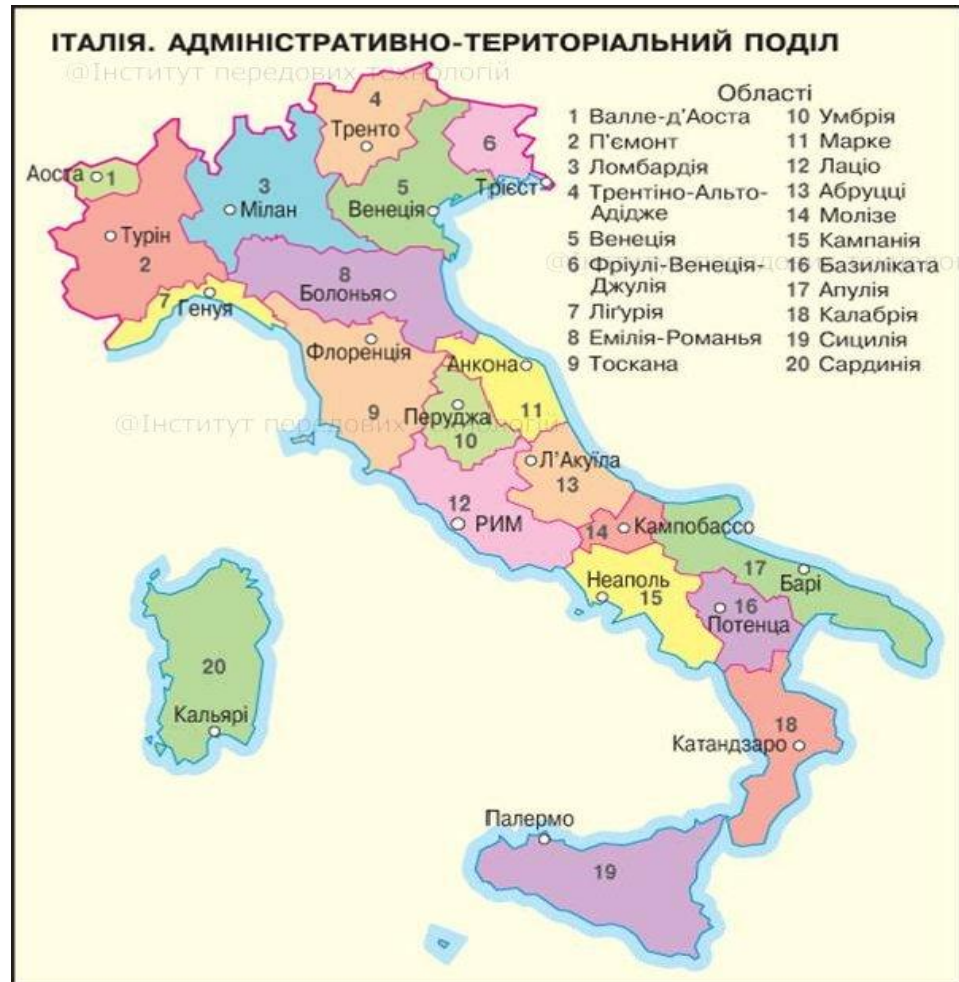 ІТАЛІЯ. АДМІНІСТРАТИВНО-ТЕРИТОРІАЛЬНИЙ ПОДІЛ
@Інститут передових технологій
Області
1 Валле-д'Аоста
2 П'ємонт
3 Ломбардія
4 Трентіно-Альто-
Адідже
5 Венеція
6 Фріулі-Венеція-
Джулія
7 Ліґурія
8 Емілія-Романья
9 Тоскана
10 Умбрія
11 Марке
12 Лаціо
13 Абруцці
14 Молізе
15 Кампанія
16 Базиліката
17 Апулія
18 Калабрія
19 Сицилія
20 Сардинія
4
Тренто
6
Аоста 1
3
5
Трієст
Мілан
Венеція
Турін
2
8
Болонья
7
Генуя
Флоренція
Анкона
9
Перуджа
11
@Інститут передових технологій
10
Л'Акуїла
13
12
РИМ
14
Кампобассо
17
Барі
Неаполь
15
16
Потенца
20
Кальярі
18
Катандзаро
Палермо
19